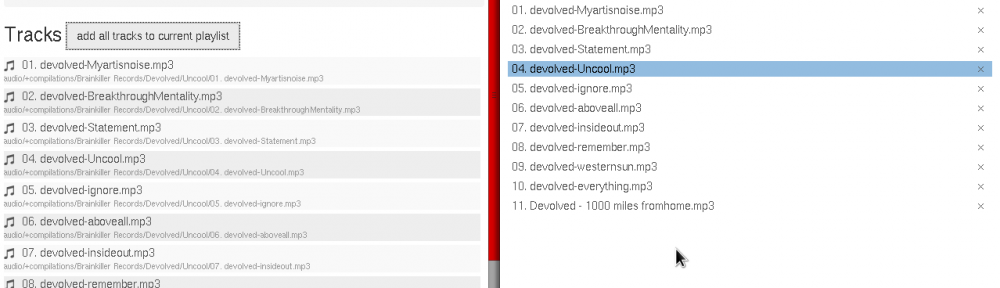 Tracks add all tracks to current playlist
01. devolved-Myartisnoise.mp3
audio/+compilations/Brainkiller Records/Devolved/Uncool/01. devolved-Myartisnoise.mp3
02. devolved-BreakthroughMentality.mp3
audio/+compilations/Brainkiller Records/Devolved/Uncool/02. devolved-BreakthroughMentality.mp3
03. devolved-Statement.mp3
audio/+compilations/Brainkiller Records/Devolved/Uncool/03. devolved-Statement.mp3
04. devolved-Uncool.mp3
audio/+compilations/Brainkiller Records/Devolved/Uncool/04. devolved-Uncool.mp3
05. devolved-ignore.mp3
audio/+compilations/Brainkiller Records/Devolved/Uncool/05. devolved-ignore.mp3
06. devolved-aboveall.mp3
audio/+compilations/Brainkiller Records/Devolved/Uncool/06. devolved-aboveall.mp3
07. devolved-insideout.mp3
audio/+compilations/Brainkiller Records/Devolved/Uncool/07. devolved-insideout.mp3
08. devolved-remember.mp3
01. devolved-Myartisnoise.mp3 ×
02. devolved-BreakthroughMentality.mp3 ×
03. devolved-Statement.mp3 ×
04. devolved-Uncool.mp3 ×
05. devolved-ignore.mp3 ×
06. devolved-aboveall.mp3 ×
07. devolved-insideout.mp3 ×
08. devolved-remember.mp3 ×
09. devolved-westernsun.mp3 ×
10. devolved-everything.mp3 ×
11. Devolved - 1000 miles fromhome.mp3 ×